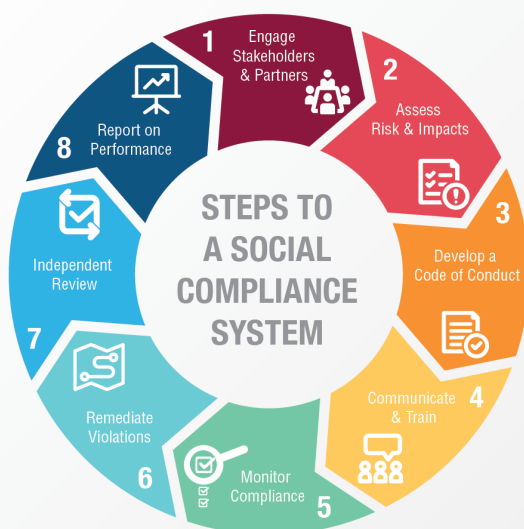 STEPS TO
A SOCIAL
COMPLIANCE
SYSTEM
1
Engage
Stakeholders
& Partners
2
Assess
Risk & Impacts
3
Develop a
Code of Conduct
4
Communicate
& Train
5
Monitor
Compliance
6
Remediate
Violations
7
Independent
Review
8
Report on
Performance